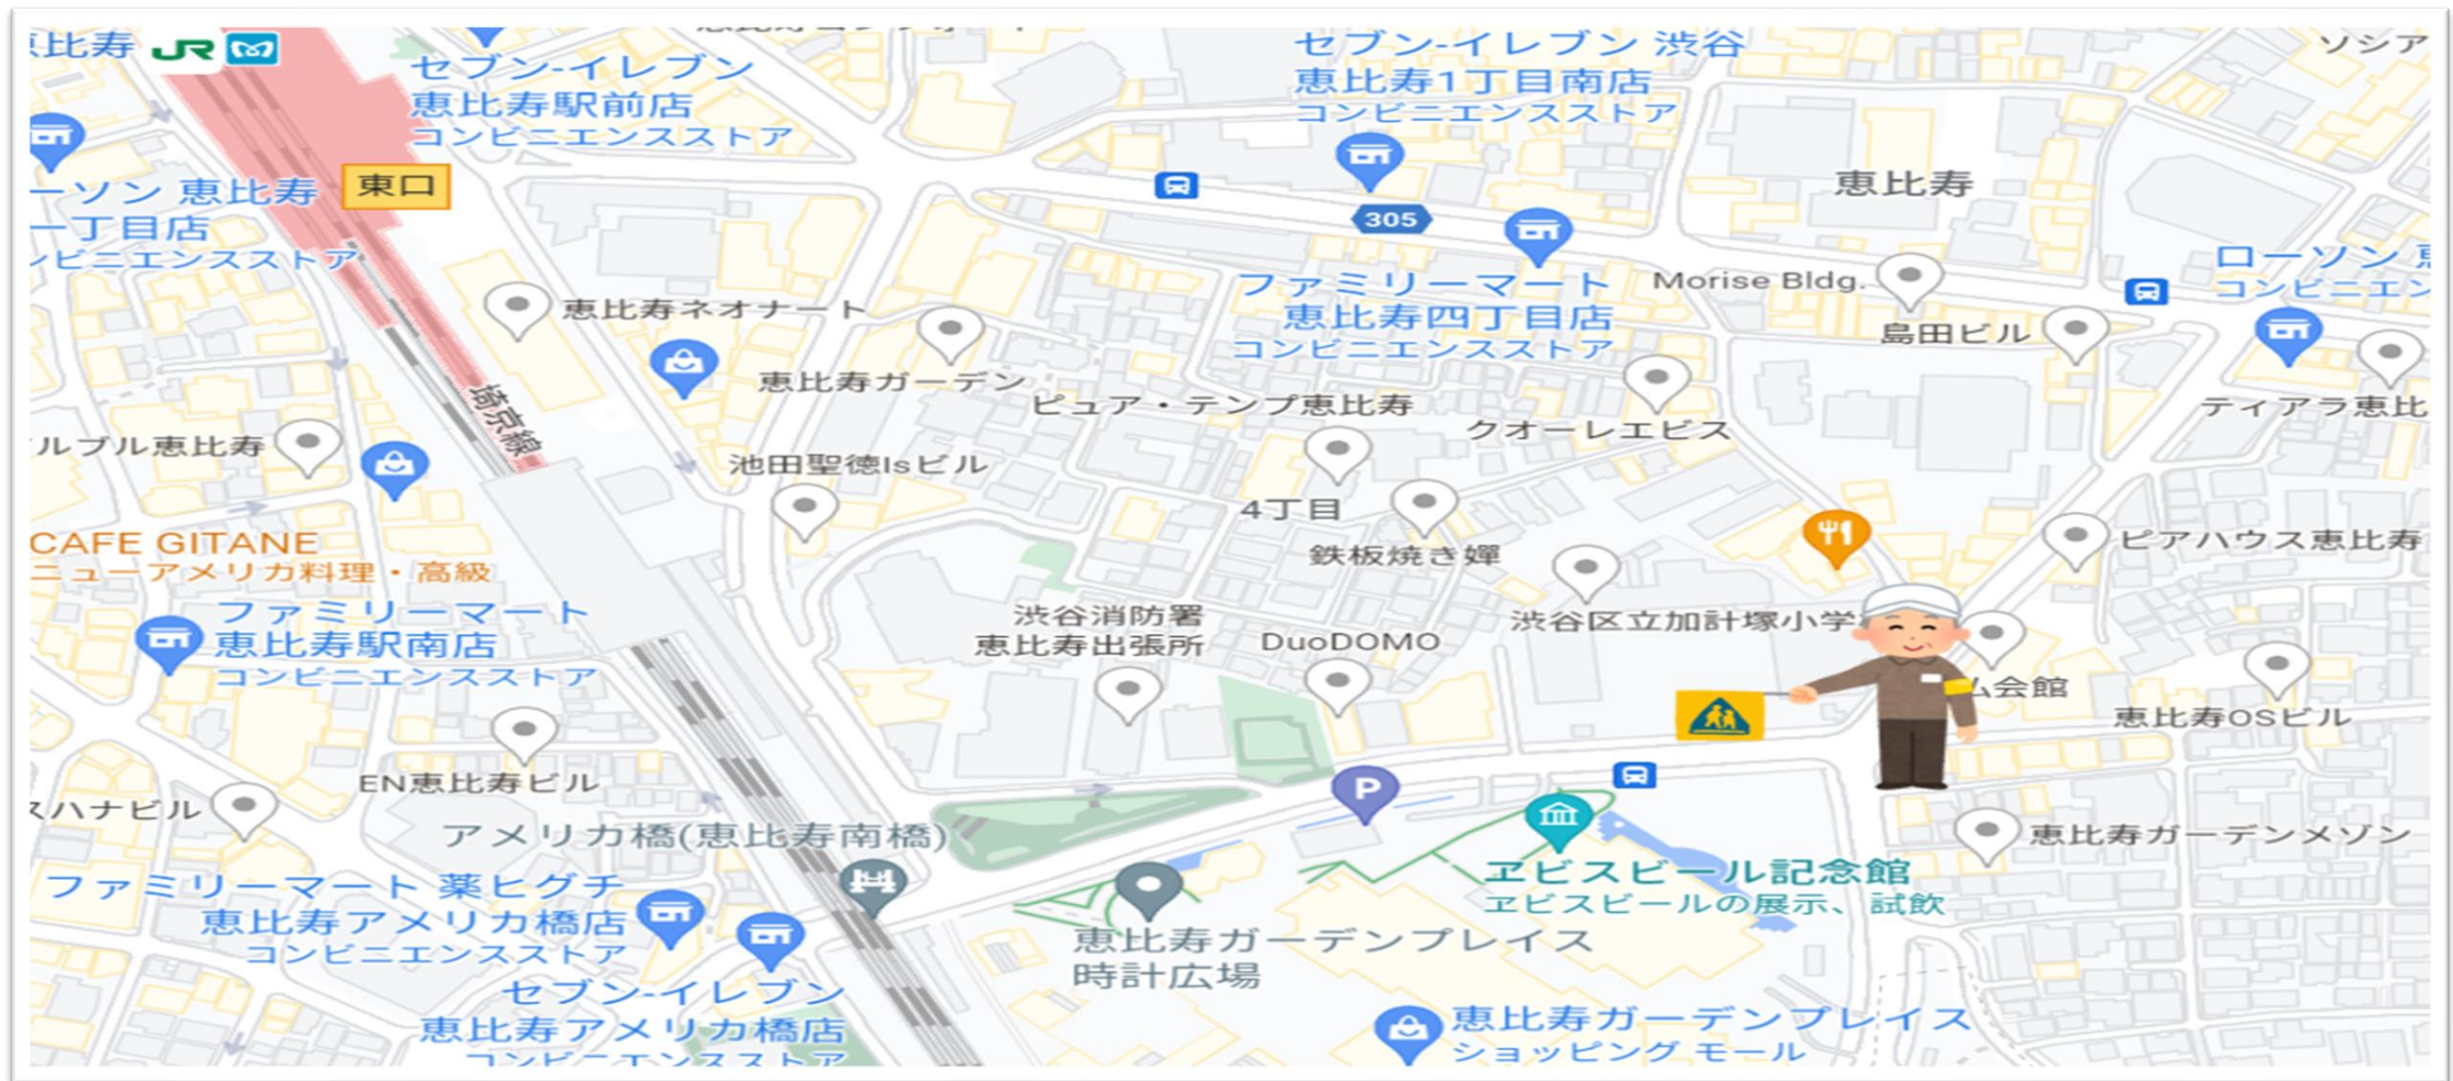 比寿 JR
セブン-イレブン
恵比寿駅前店
コンビニエンスストア
セブン-イレブン 渋谷
恵比寿1丁目南店
コンビニエンスストア
ソシア
ーソン 恵比寿
一丁目店
ンビニエンスストア
東口
305
恵比寿
ファミリーマート
恵比寿四丁目店
コンビニエンスストア
Morise Bldg.
島田ビル
ローソン
コンビニエン
恵比寿ネオナート
恵比寿ガーデン
ピュア・テンプ恵比寿
クオーレエビス
ティアラ恵比
埼京線
ルブル恵比寿
池田聖徳Isビル
4丁目
鉄板焼き嬋
ピアハウス恵比寿
CAFE GITANE
ニューアメリカ料理・高級
ファミリーマート
恵比寿駅南店
コンビニエンスストア
渋谷消防署
恵比寿出張所
DuoDOMO
渋谷区立加計塚小学
会館
恵比寿OSビル
EN恵比寿ビル
スハナビル
アメリカ橋(恵比寿南橋)
P
恵比寿ガーデンメゾン
ファミリーマート 薬ヒグチ
恵比寿アメリカ橋店
コンビニエンスストア
ヱビスビール記念館
ヱビスビールの展示、試飲
恵比寿ガーデンプレイス
時計広場
セブン-イレブン
恵比寿アメリカ橋店
コンビニエンスストア
恵比寿ガーデンプレイス
ショッピング モール